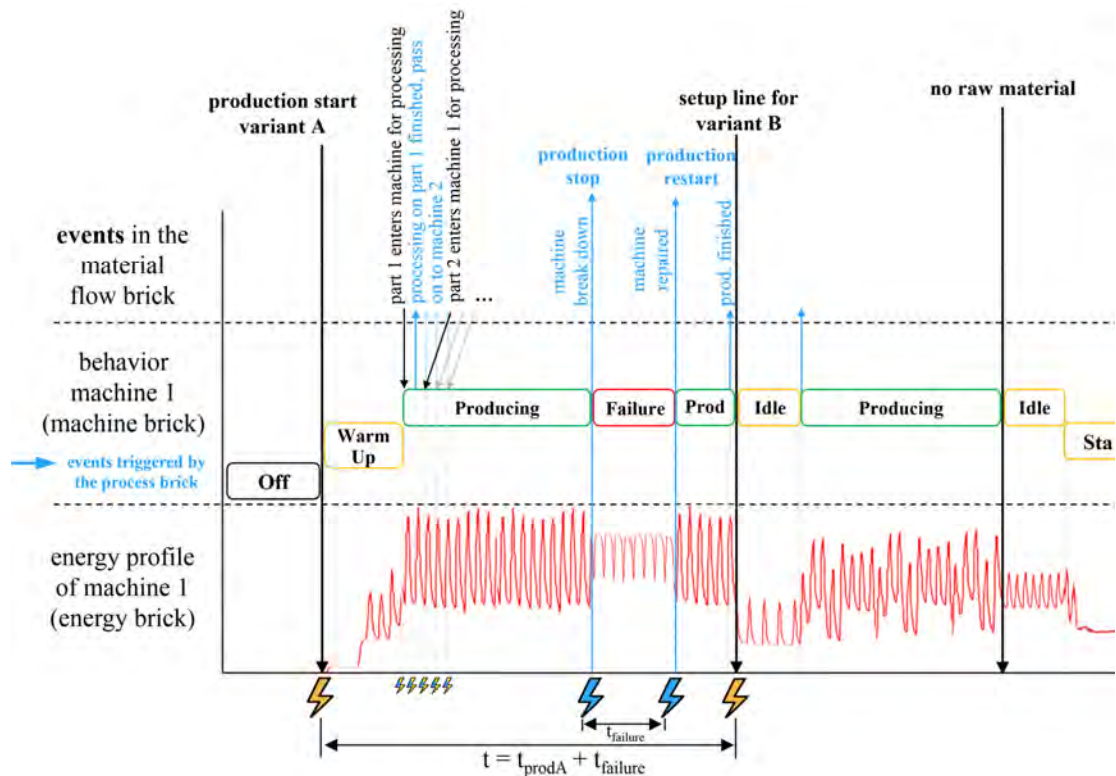 production start
variant A
part 1 enters machine for processing
processing on part 1 finished, pass
on to machine 2
part 2 enters machine 1 for processing
...
production
stop
production
restart
setup line for
variant B
no raw material
machine
break down
machine
repaired
prod. finished
events in the
material
flow brick
behavior
machine 1
(machine brick)
events triggered by
the process brick
Off
Warm
Up
Producing
Failure
Prod
Idle
Producing
Idle
Sta
energy profile
of machine 1
(energy brick)
tfailure
t = tprodA + tfailure